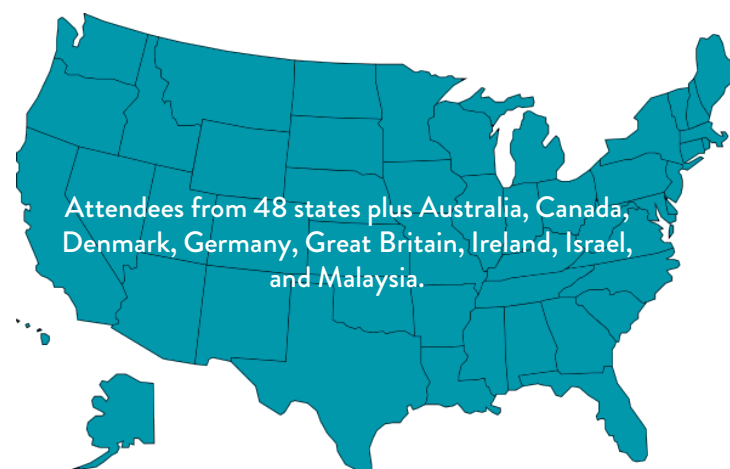 Attendees from 48 states plus Australia, Canada,
Denmark, Germany, Great Britain, Ireland, Israel,
and Malaysia.